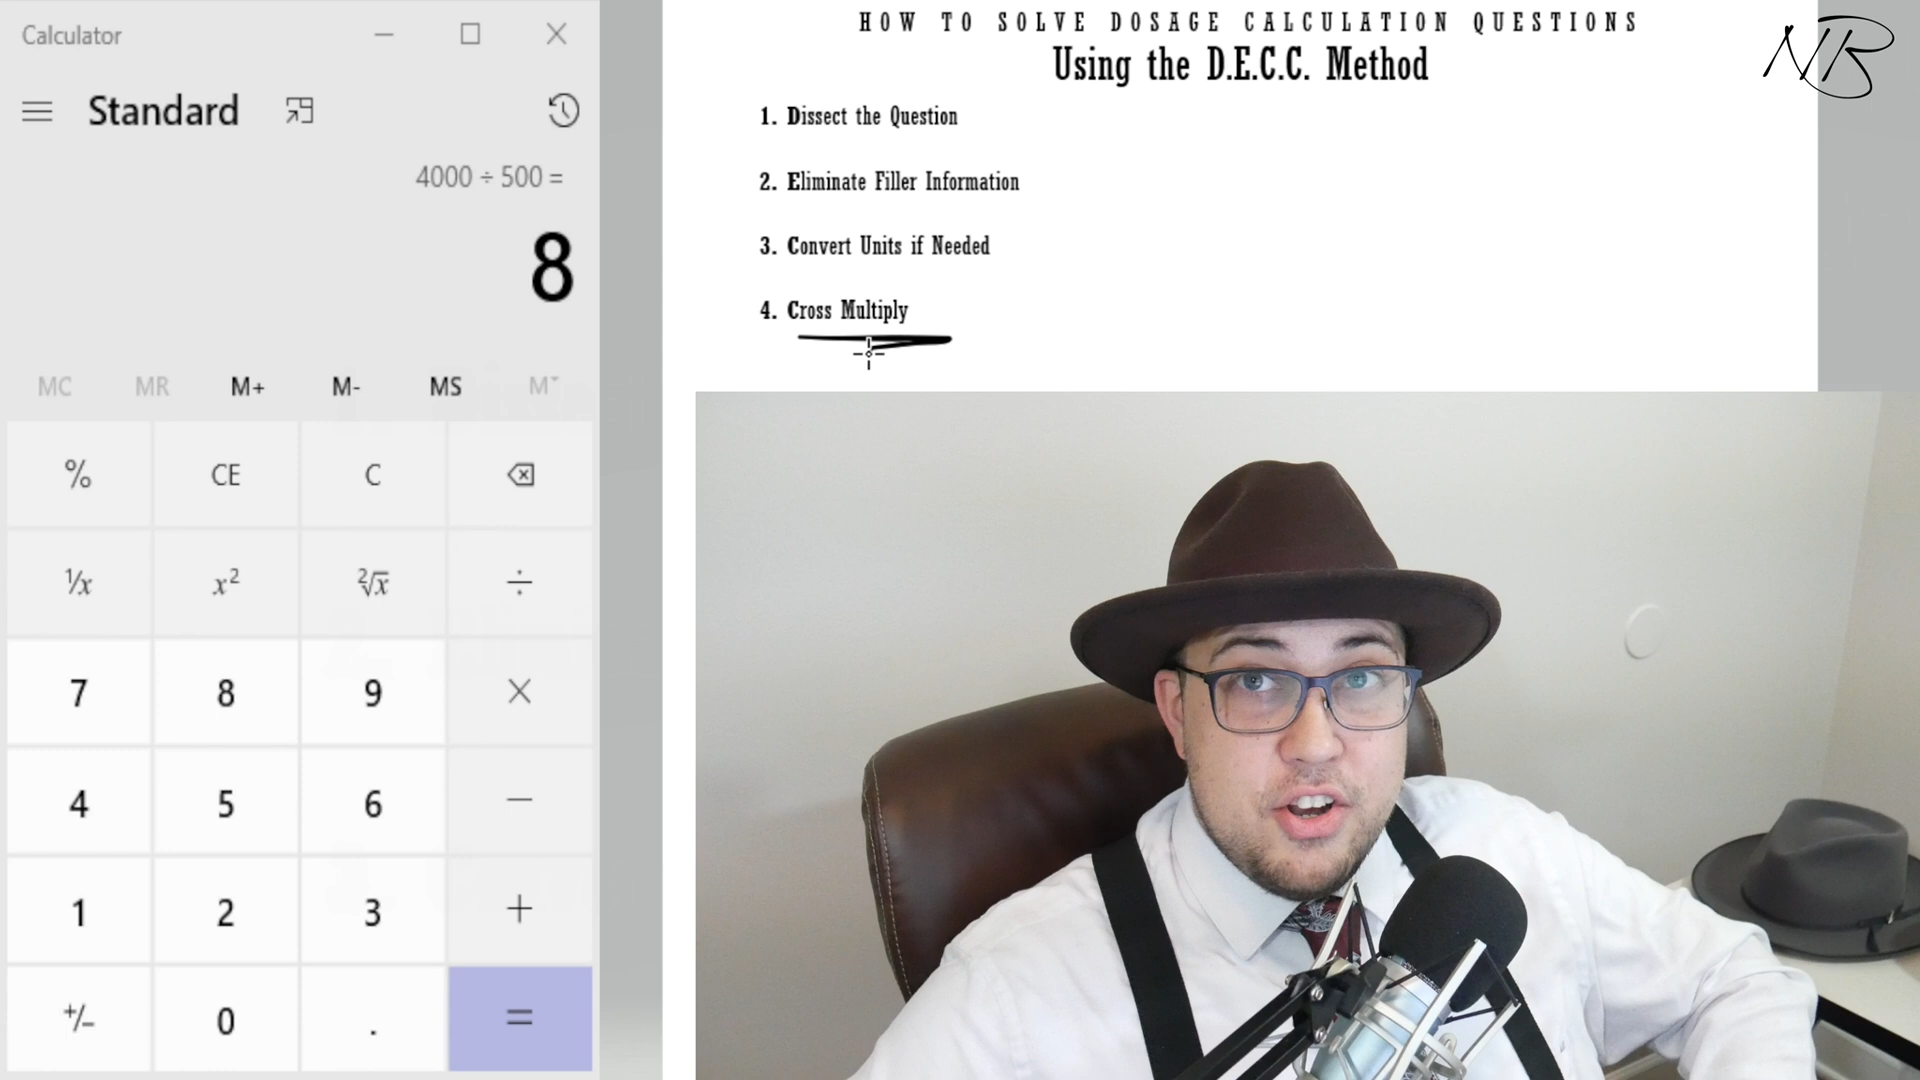 Calculator
Standard
4000 ÷ 500 =
8
MC MR M+ M- MS M˅
% CE C
¹/x x² ²√x ÷
7 8 9 ×
4 5 6 −
1 2 3 +
+/− 0 . =
HOW TO SOLVE DOSAGE CALCULATION QUESTIONS
Using the D.E.C.C. Method
1. Dissect the Question
2. Eliminate Filler Information
3. Convert Units if Needed
4. Cross Multiply
NR